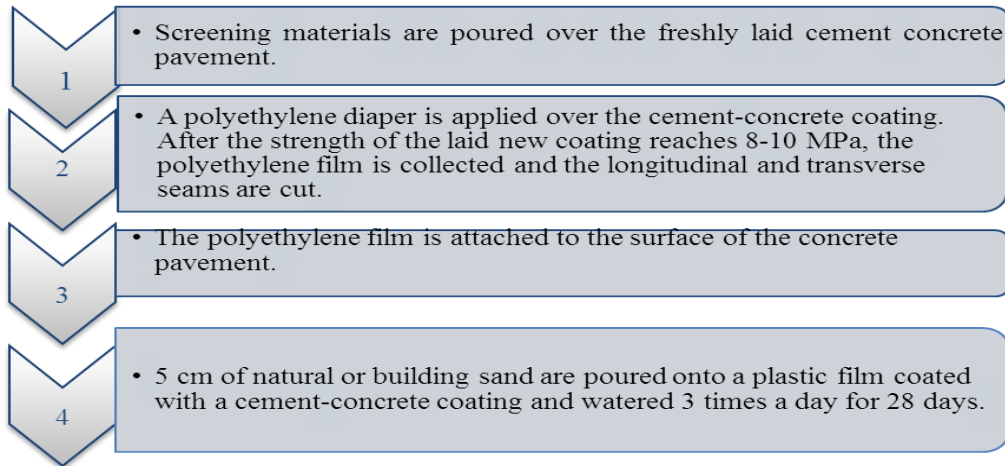 1
• Screening materials are poured over the freshly laid cement concrete
pavement.
2
• A polyethylene diaper is applied over the cement-concrete coating.
After the strength of the laid new coating reaches 8-10 MPa, the
polyethylene film is collected and the longitudinal and transverse
seams are cut.
3
• The polyethylene film is attached to the surface of the concrete
pavement.
4
• 5 cm of natural or building sand are poured onto a plastic film coated
with a cement-concrete coating and watered 3 times a day for 28 days.